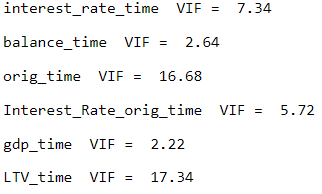 interest_rate_time  VIF =  7.34
balance_time  VIF =  2.64
orig_time  VIF =  16.68
Interest_Rate_orig_time  VIF =  5.72
gdp_time  VIF =  2.22
LTV_time  VIF =  17.34